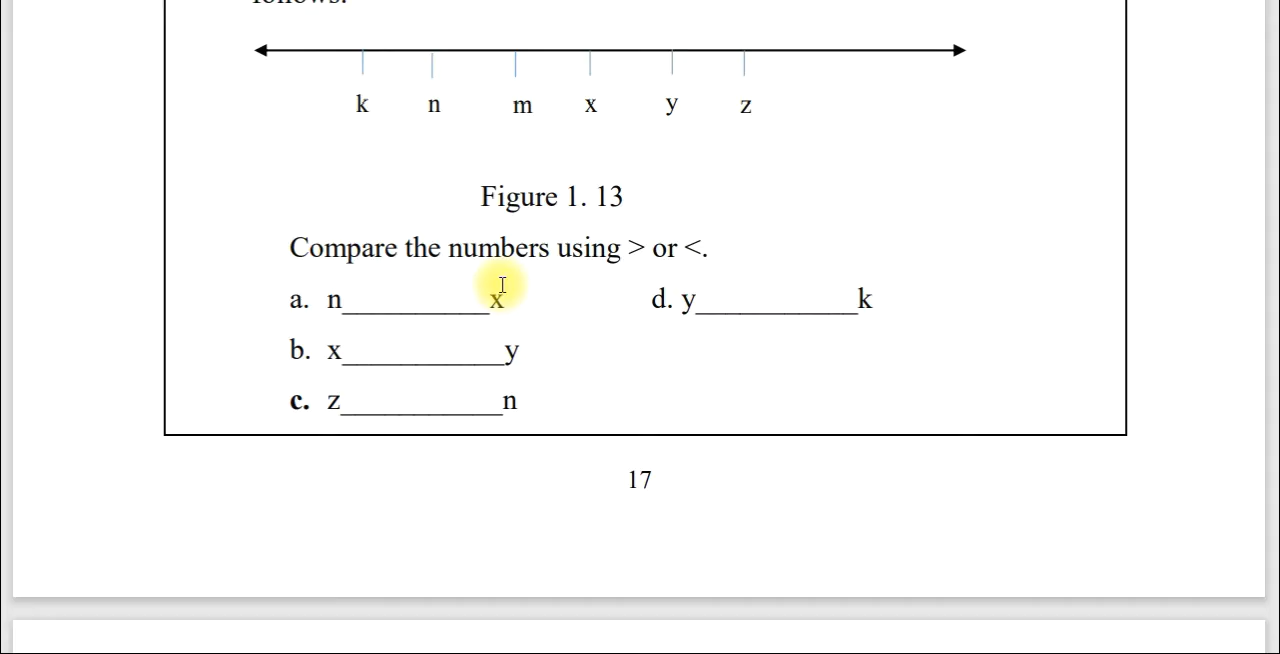 k n m x y z
Figure 1. 13
Compare the numbers using > or <.
a. n__________x d. y___________k
b. x___________y
c. z___________n
17